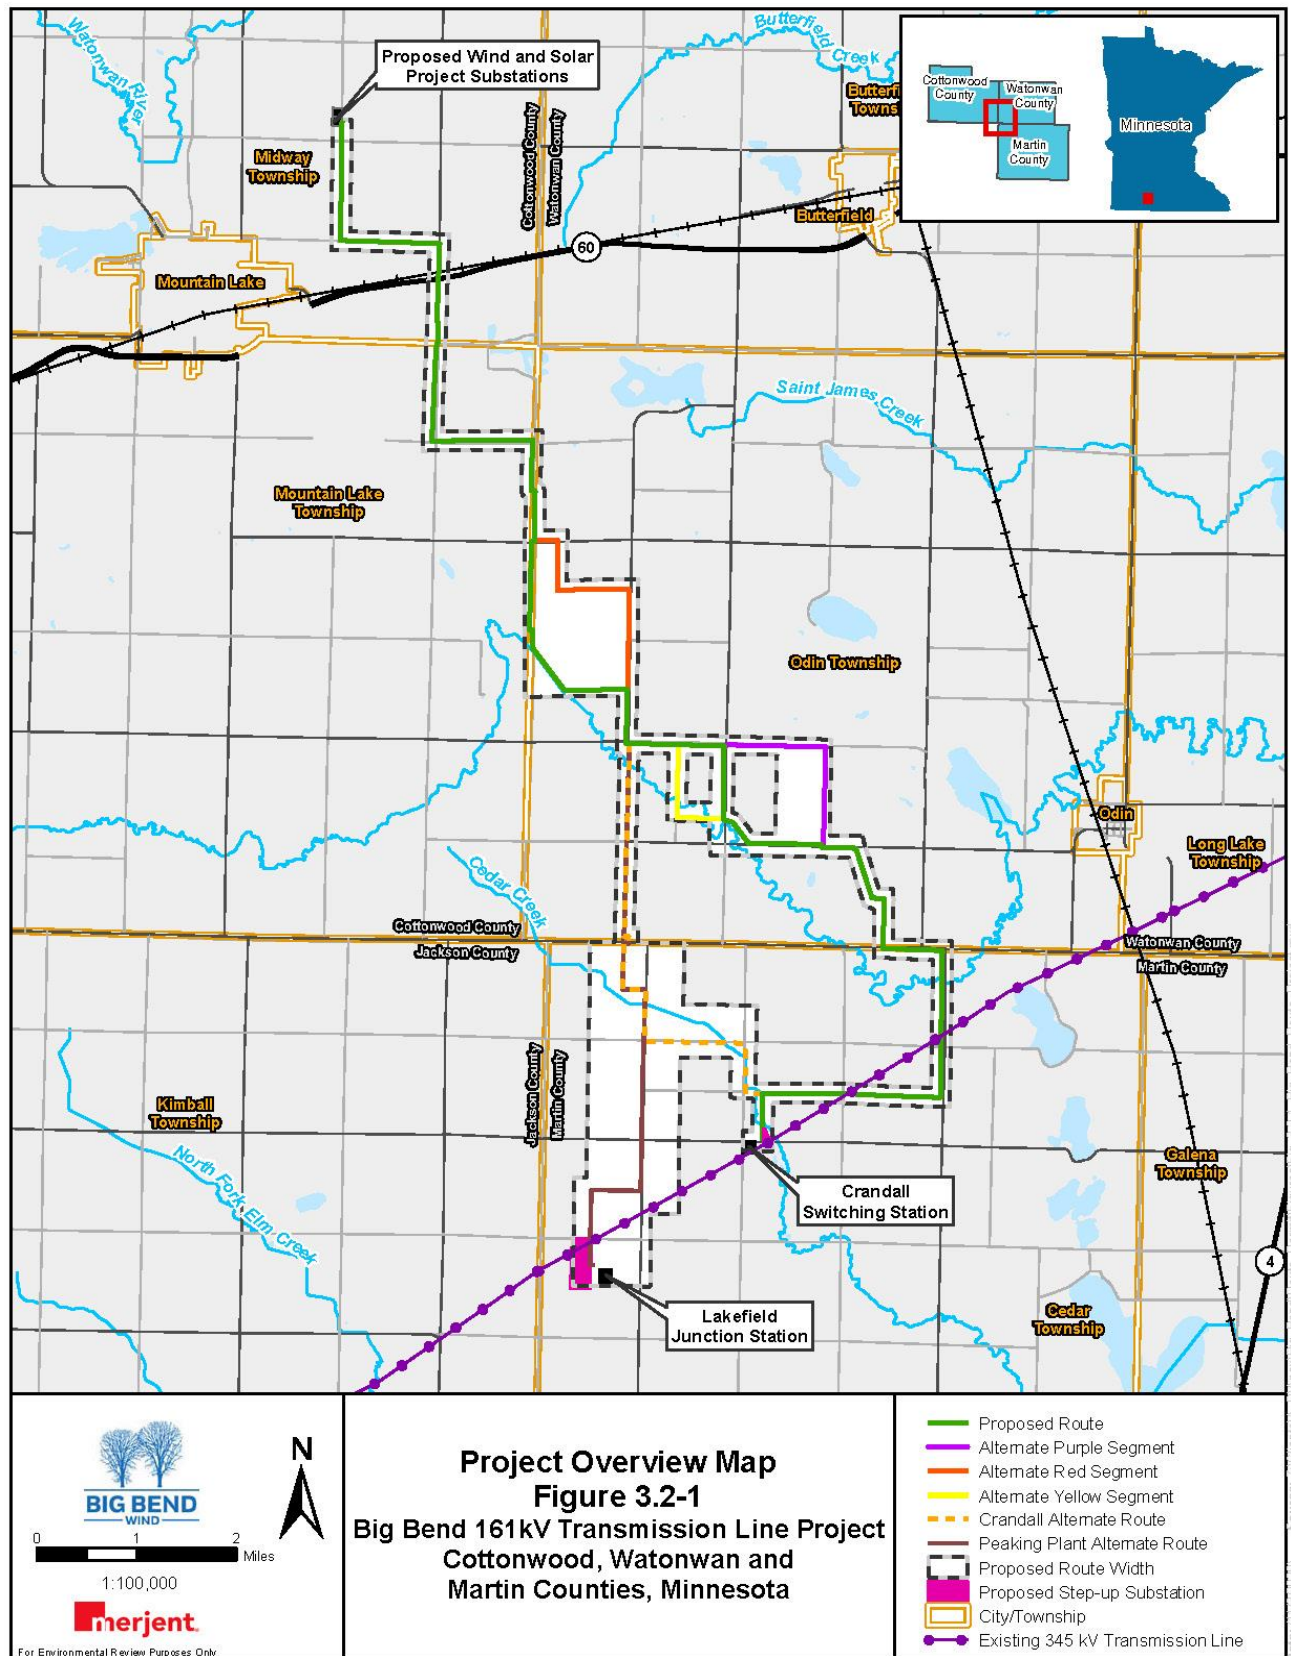 Watonwan River
Proposed Wind and Solar
Project Substations
Butterfield
Creek
Cottonwood
County
Watonwan
County
Martin
County
Minnesota
Midway
Township
Cottonwood County
Watonwan County
Butterfield
60
Mountain Lake
Saint James Creek
Mountain Lake
Township
Odin Township
Odin
Long Lake
Township
Cedar Creek
Cottonwood County
Jackson County
Watonwan County
Martin County
Jackson County
Martin County
Kimball
Township
North Fork Elm Creek
Galena
Township
Crandall
Switching Station
4
Lakefield
Junction Station
Cedar
Township
BIG BEND
WIND
N
0 1 2
Miles
1:100,000
merjent.
For Environmental Review Purposes Only
Project Overview Map
Figure 3.2-1
Big Bend 161kV Transmission Line Project
Cottonwood, Watonwan and
Martin Counties, Minnesota
Proposed Route
Alternate Purple Segment
Alternate Red Segment
Alternate Yellow Segment
Crandall Alternate Route
Peaking Plant Alternate Route
Proposed Route Width
Proposed Step-up Substation
City/Township
Existing 345 kV Transmission Line